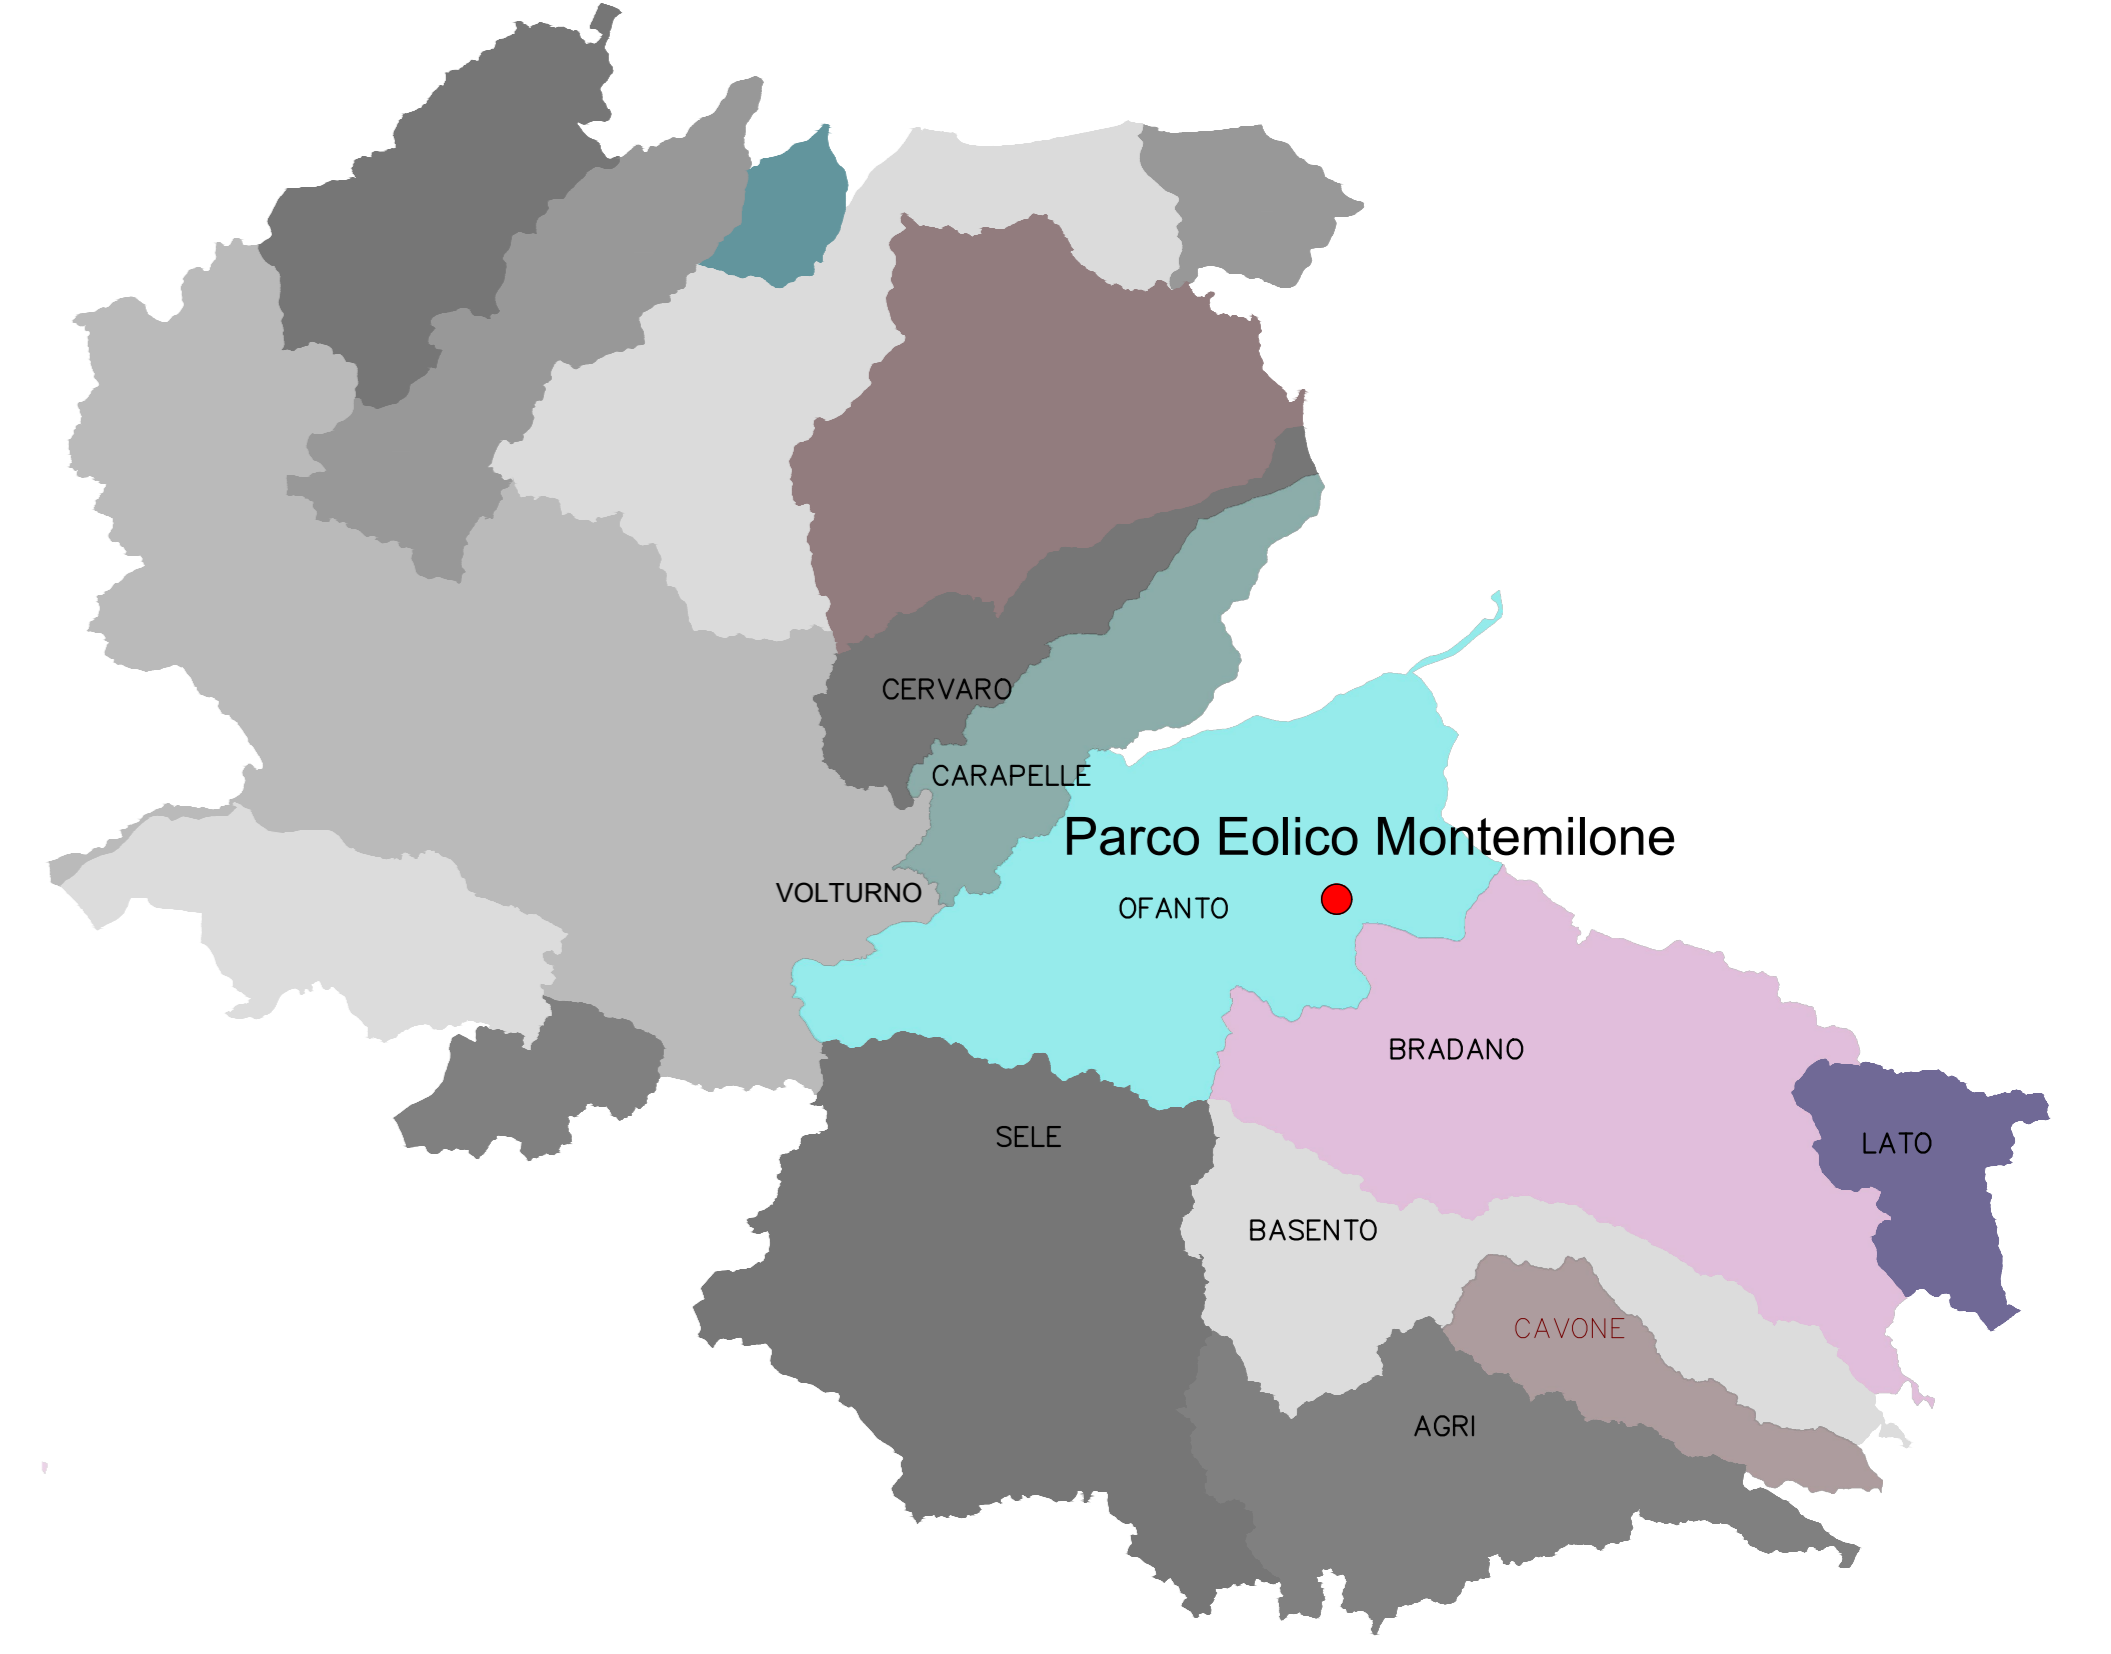 CERVARO
CARAPELLE
Parco Eolico Montemilone
VOLTURNO
OFANTO
BRADANO
SELE
LATO
BASENTO
CAVONE
AGRI